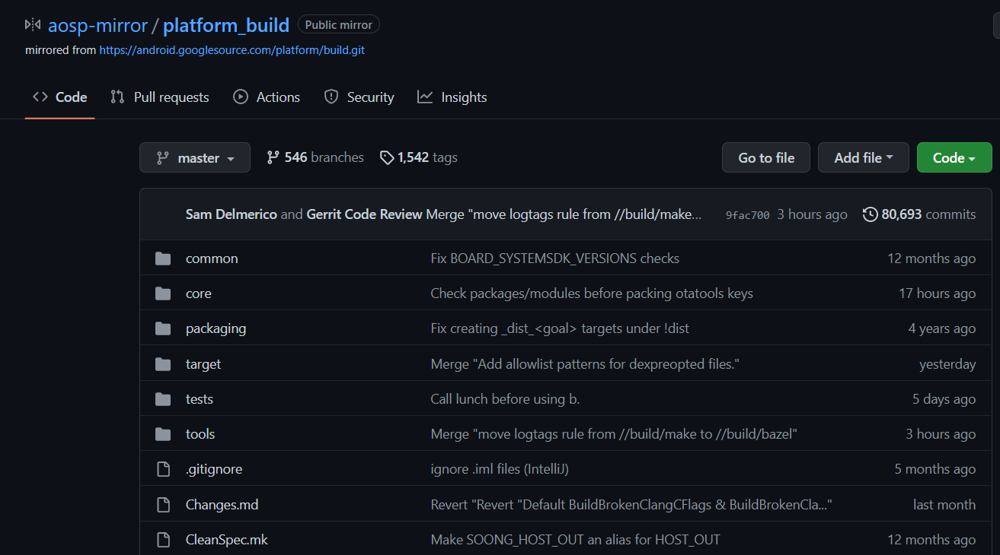 aosp-mirror / platform_build Public mirror
mirrored from https://android.googlesource.com/platform/build.git
Code Pull requests Actions Security Insights
master 546 branches 1,542 tags Go to file Add file Code
Sam Delmerico and Gerrit Code Review Merge "move logtags rule from //build/make... 9fac700 3 hours ago 80,693 commits
common Fix BOARD_SYSTEMSDK_VERSIONS checks 12 months ago
core Check packages/modules before packing otatools keys 17 hours ago
packaging Fix creating _dist_<goal> targets under !dist 4 years ago
target Merge "Add allowlist patterns for dexpreopted files." yesterday
tests Call lunch before using b. 5 days ago
tools Merge "move logtags rule from //build/make to //build/bazel" 3 hours ago
.gitignore ignore .iml files (IntelliJ) 5 months ago
Changes.md Revert "Revert "Default BuildBrokenClangCFlags & BuildBrokenCla..." last month
CleanSpec.mk Make SOONG_HOST_OUT an alias for HOST_OUT 12 months ago